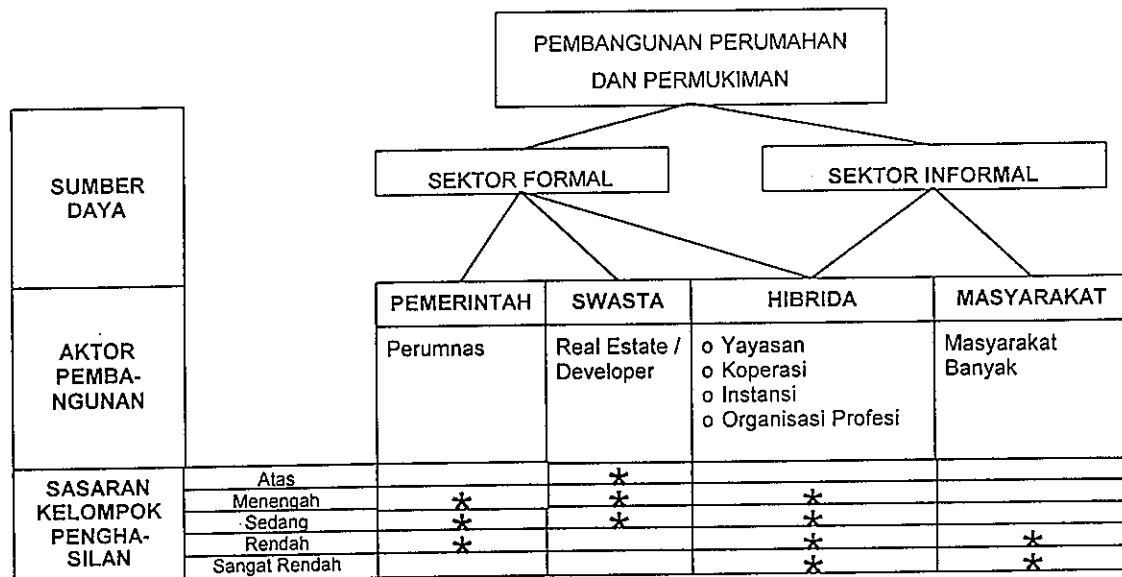 PEMBANGUNAN PERUMAHAN
DAN PERMUKIMAN
SUMBER
DAYA
SEKTOR FORMAL
SEKTOR INFORMAL
AKTOR
PEMBA-
NGUNAN
PEMERINTAH
SWASTA
HIBRIDA
MASYARAKAT
Perumnas
Real Estate /
Developer
o Yayasan
o Koperasi
o Instansi
o Organisasi Profesi
Masyarakat
Banyak
SASARAN
KELOMPOK
PENGHA-
SILAN
Atas *
Menengah * * *
Sedang * * *
Rendah * * *
Sangat Rendah * *